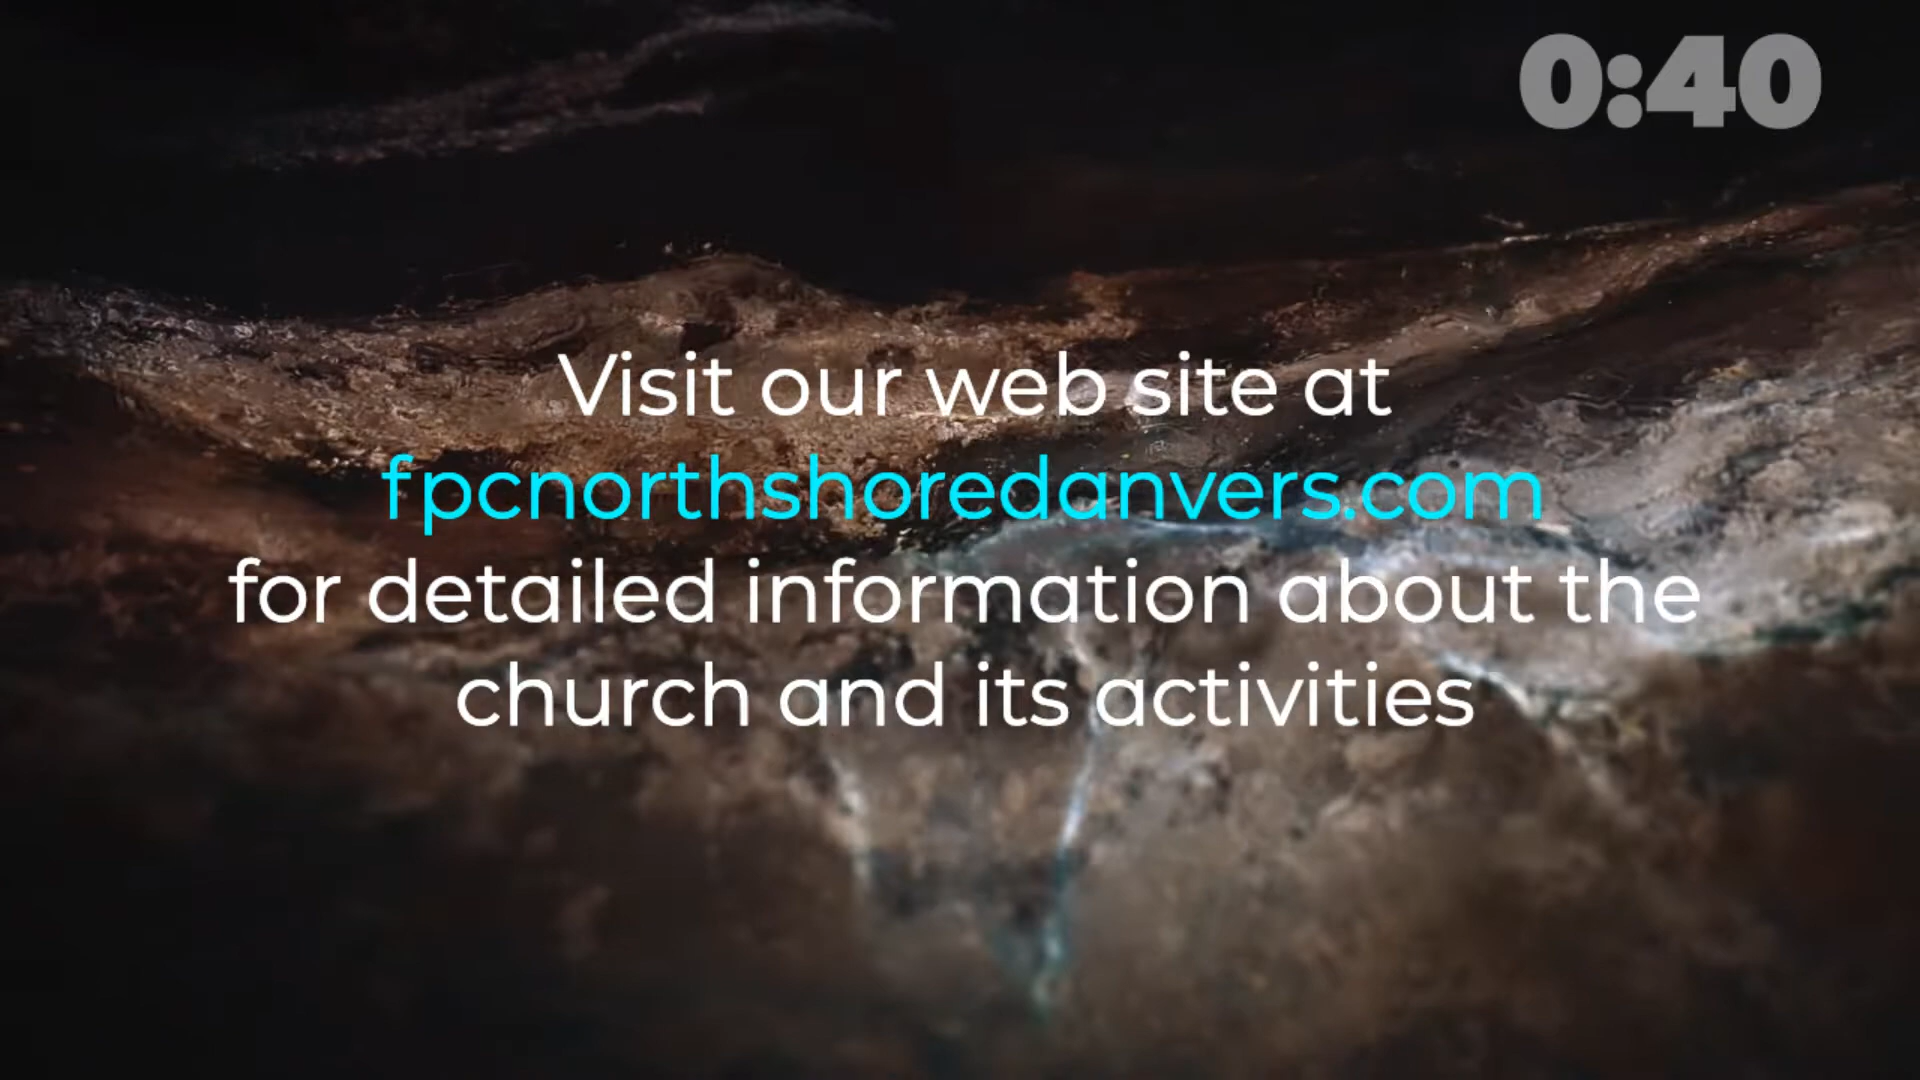 0:40
Visit our web site at
fpcnorthshoredanvers.com
for detailed information about the
church and its activities